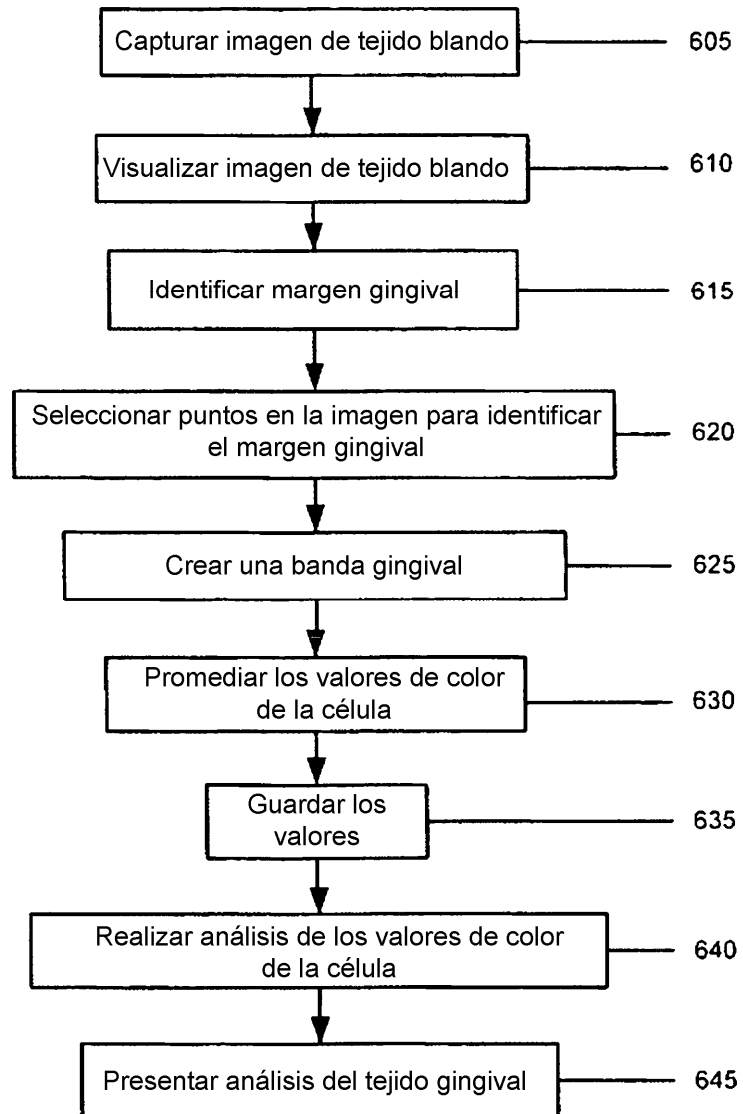 Capturar imagen de tejido blando
605
Visualizar imagen de tejido blando
610
Identificar margen gingival
615
Seleccionar puntos en la imagen para identificar
el margen gingival
620
Crear una banda gingival
625
Promediar los valores de color
de la célula
630
Guardar los
valores
635
Realizar análisis de los valores de color
de la célula
640
Presentar análisis del tejido gingival
645